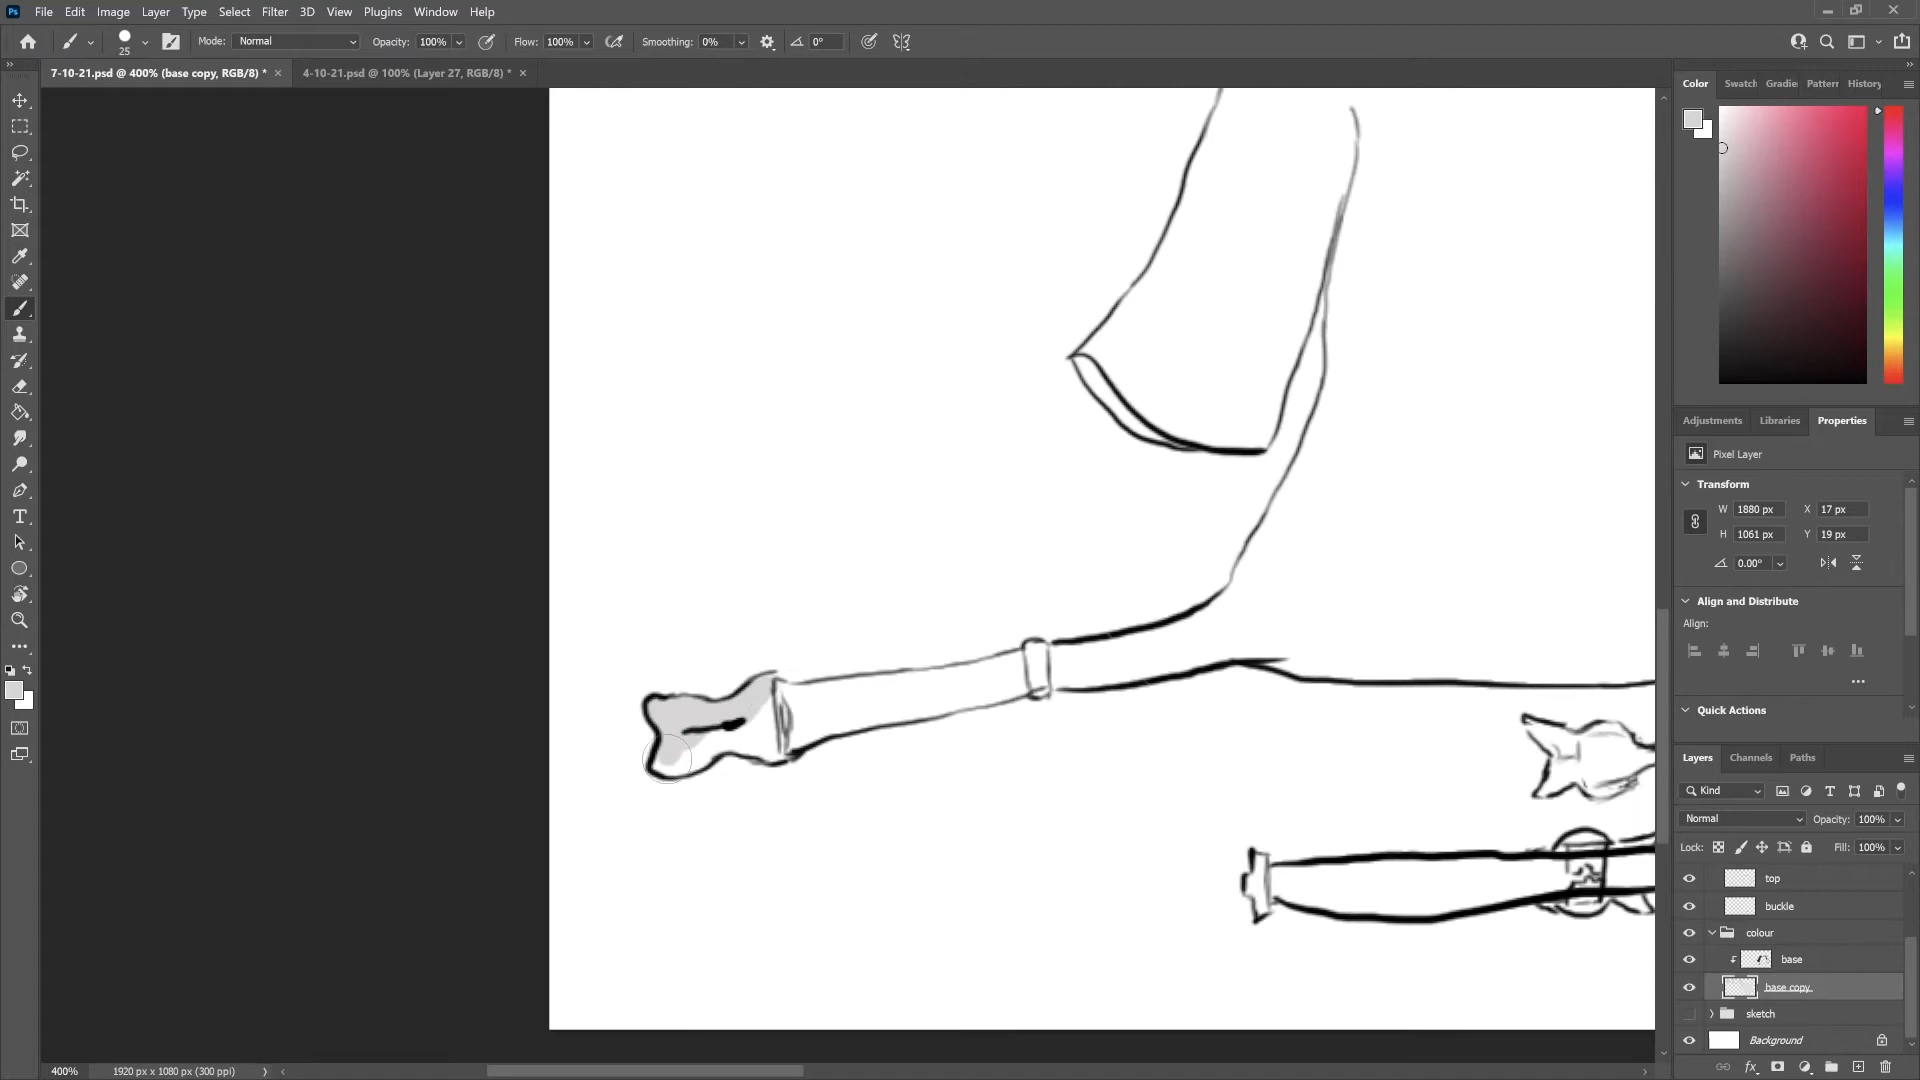 Ps File Edit Image Layer Type Select Filter 3D View Plugins Window Help
25 Mode: Normal Opacity: 100% Flow: 100% Smoothing: 0% 0°
7-10-21.psd @ 400% (base copy, RGB/8) * × 4-10-21.psd @ 100% (Layer 27, RGB/8) * ×
Color Swatch Gradie Pattern History
Adjustments Libraries Properties
Pixel Layer
Transform
W 1880 px X 17 px
H 1061 px Y 19 px
0.00°
Align and Distribute
Align:
Quick Actions
Layers Channels Paths
Kind
Normal Opacity: 100%
Lock: Fill: 100%
top
buckle
colour
base
base copy
sketch
Background
fx
400% 1920 px x 1080 px (300 ppi)